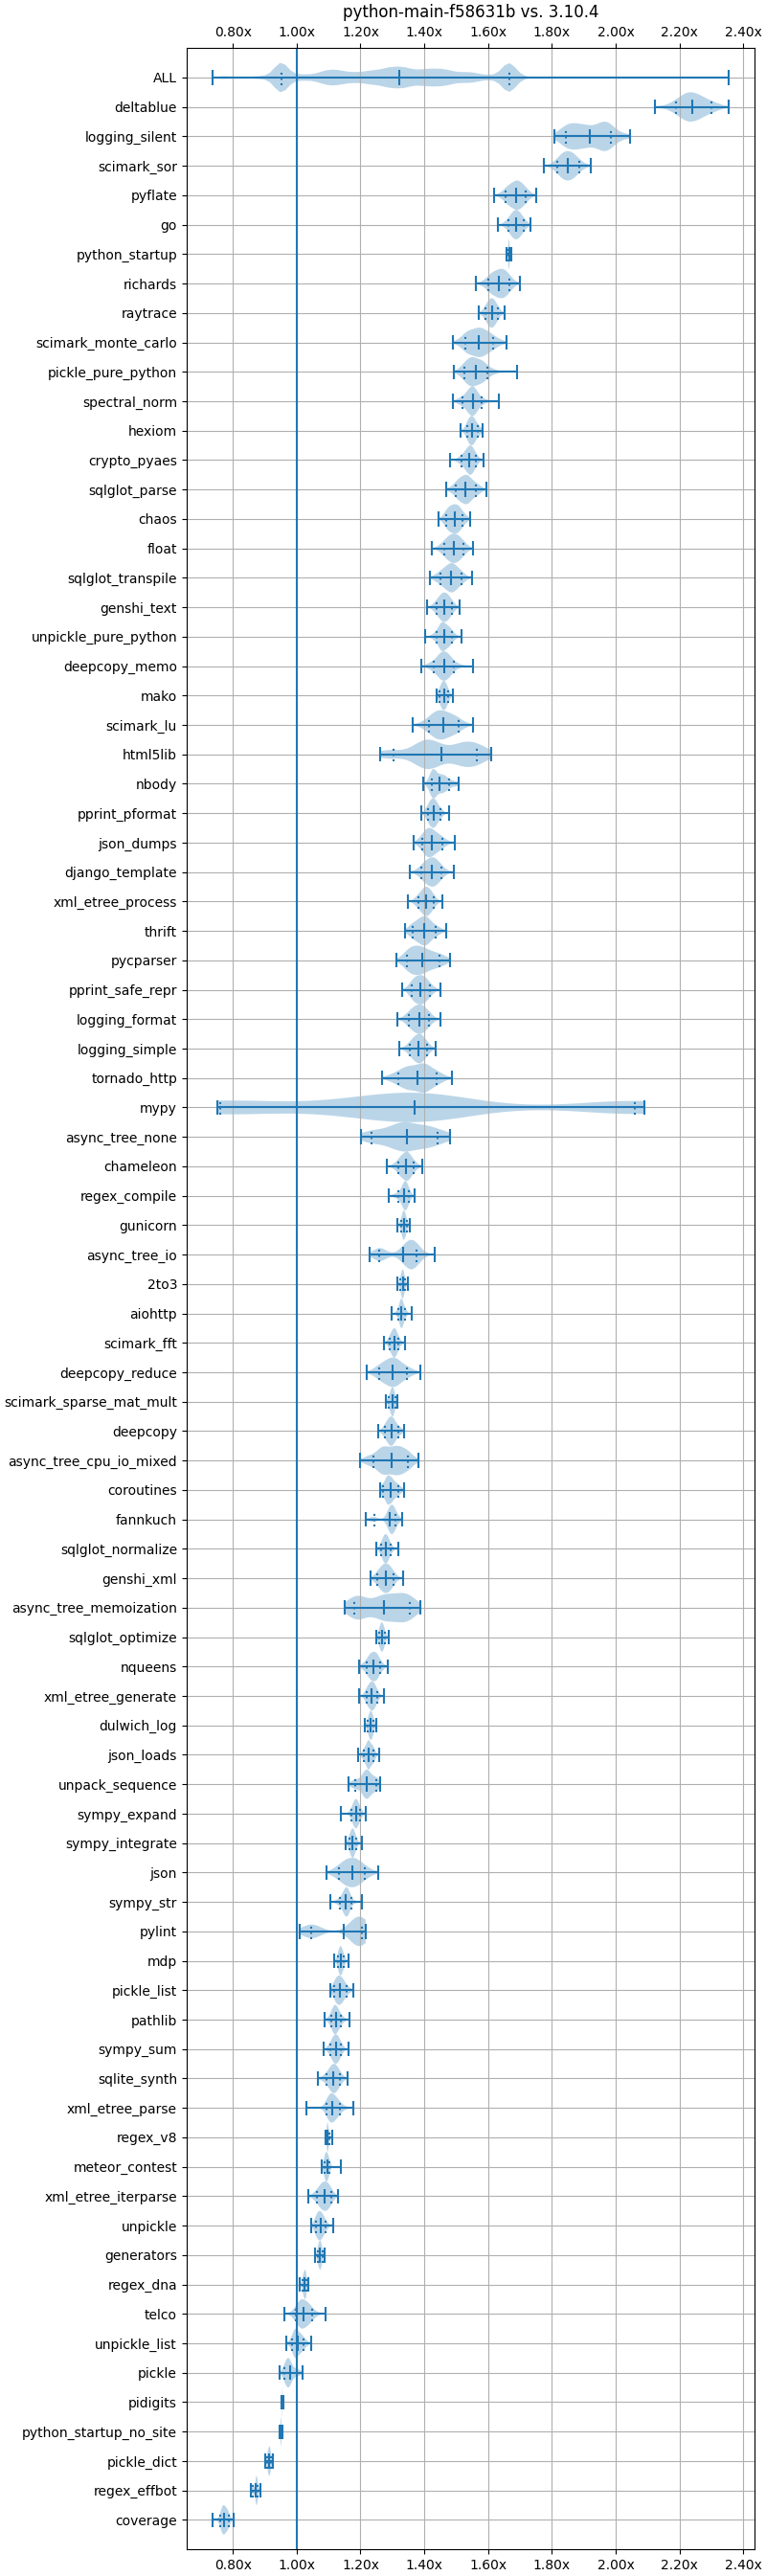 python-main-f58631b vs. 3.10.4
0.80x 1.00x 1.20x 1.40x 1.60x 1.80x 2.00x 2.20x 2.40x
ALL
deltablue
logging_silent
scimark_sor
pyflate
go
python_startup
richards
raytrace
scimark_monte_carlo
pickle_pure_python
spectral_norm
hexiom
crypto_pyaes
sqlglot_parse
chaos
float
sqlglot_transpile
genshi_text
unpickle_pure_python
deepcopy_memo
mako
scimark_lu
html5lib
nbody
pprint_pformat
json_dumps
django_template
xml_etree_process
thrift
pycparser
pprint_safe_repr
logging_format
logging_simple
tornado_http
mypy
async_tree_none
chameleon
regex_compile
gunicorn
async_tree_io
2to3
aiohttp
scimark_fft
deepcopy_reduce
scimark_sparse_mat_mult
deepcopy
async_tree_cpu_io_mixed
coroutines
fannkuch
sqlglot_normalize
genshi_xml
async_tree_memoization
sqlglot_optimize
nqueens
xml_etree_generate
dulwich_log
json_loads
unpack_sequence
sympy_expand
sympy_integrate
json
sympy_str
pylint
mdp
pickle_list
pathlib
sympy_sum
sqlite_synth
xml_etree_parse
regex_v8
meteor_contest
xml_etree_iterparse
unpickle
generators
regex_dna
telco
unpickle_list
pickle
pidigits
python_startup_no_site
pickle_dict
regex_effbot
coverage
0.80x 1.00x 1.20x 1.40x 1.60x 1.80x 2.00x 2.20x 2.40x